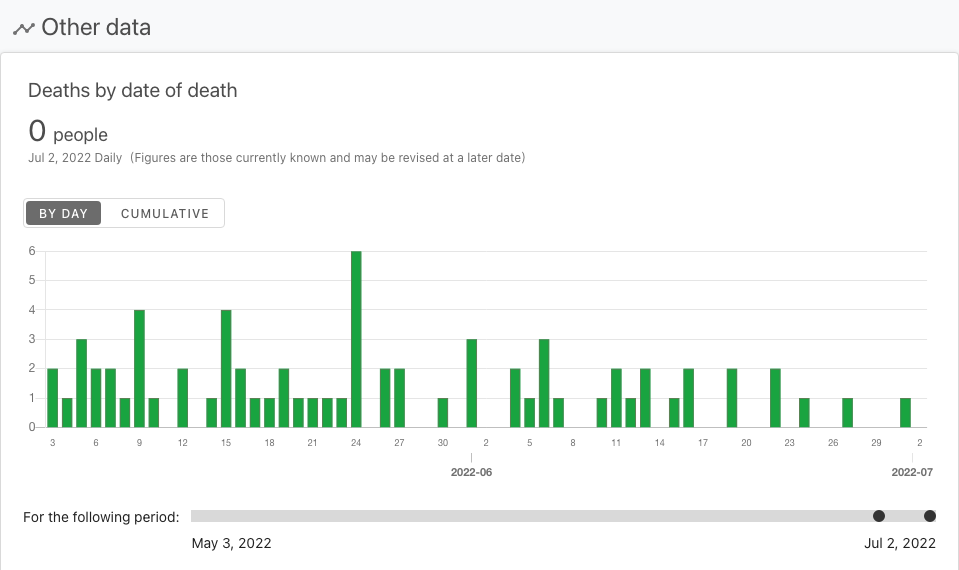 Other data
Deaths by date of death
0 people
Jul 2, 2022 Daily (Figures are those currently known and may be revised at a later date)
BY DAY CUMULATIVE
6
5
4
3
2
1
0
3 6 9 12 15 18 21 24 27 30 2 5 8 11 14 17 20 23 26 29 2
2022-06 2022-07
For the following period:
May 3, 2022 Jul 2, 2022